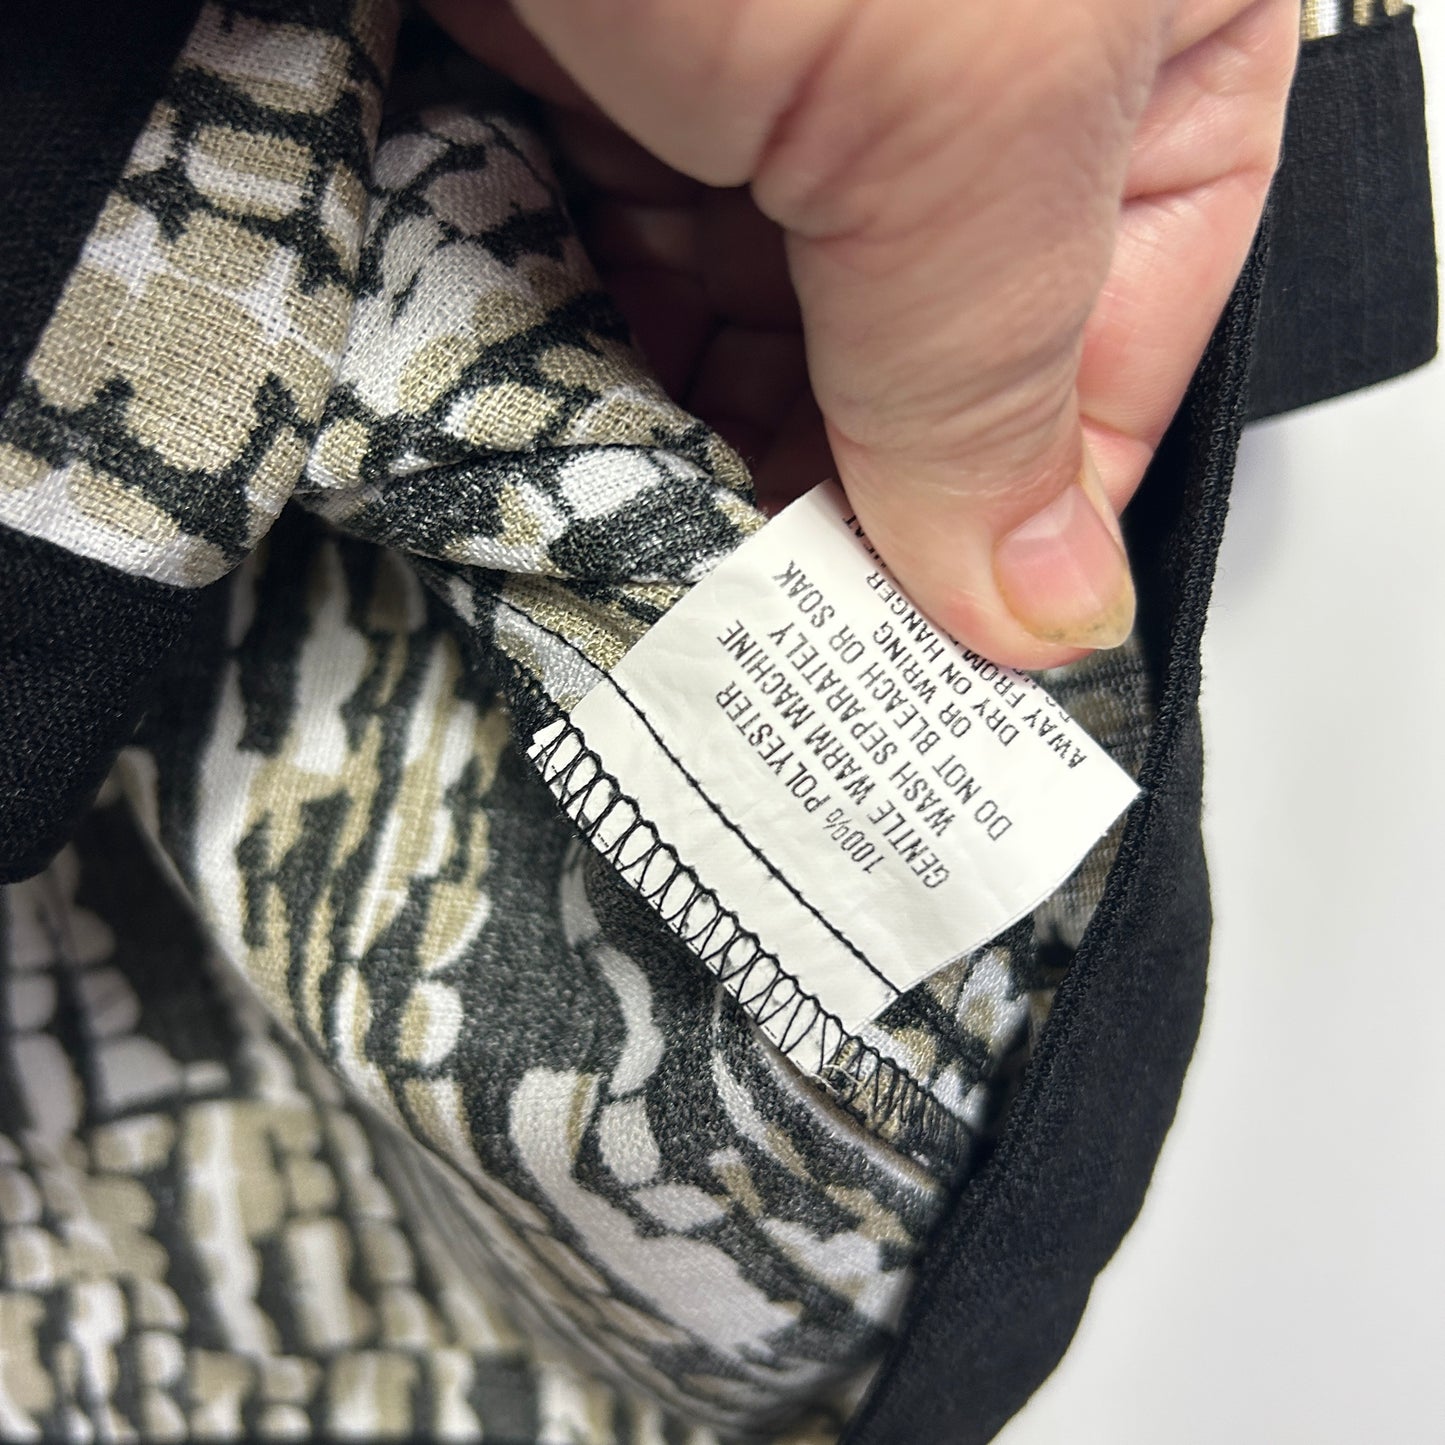 100% POLYESTER
GENTLE WARM MACHINE
WASH SEPARATELY
DO NOT BLEACH OR SOAK
OR WRING
DRY ON HANGER
AWAY FROM HEAT